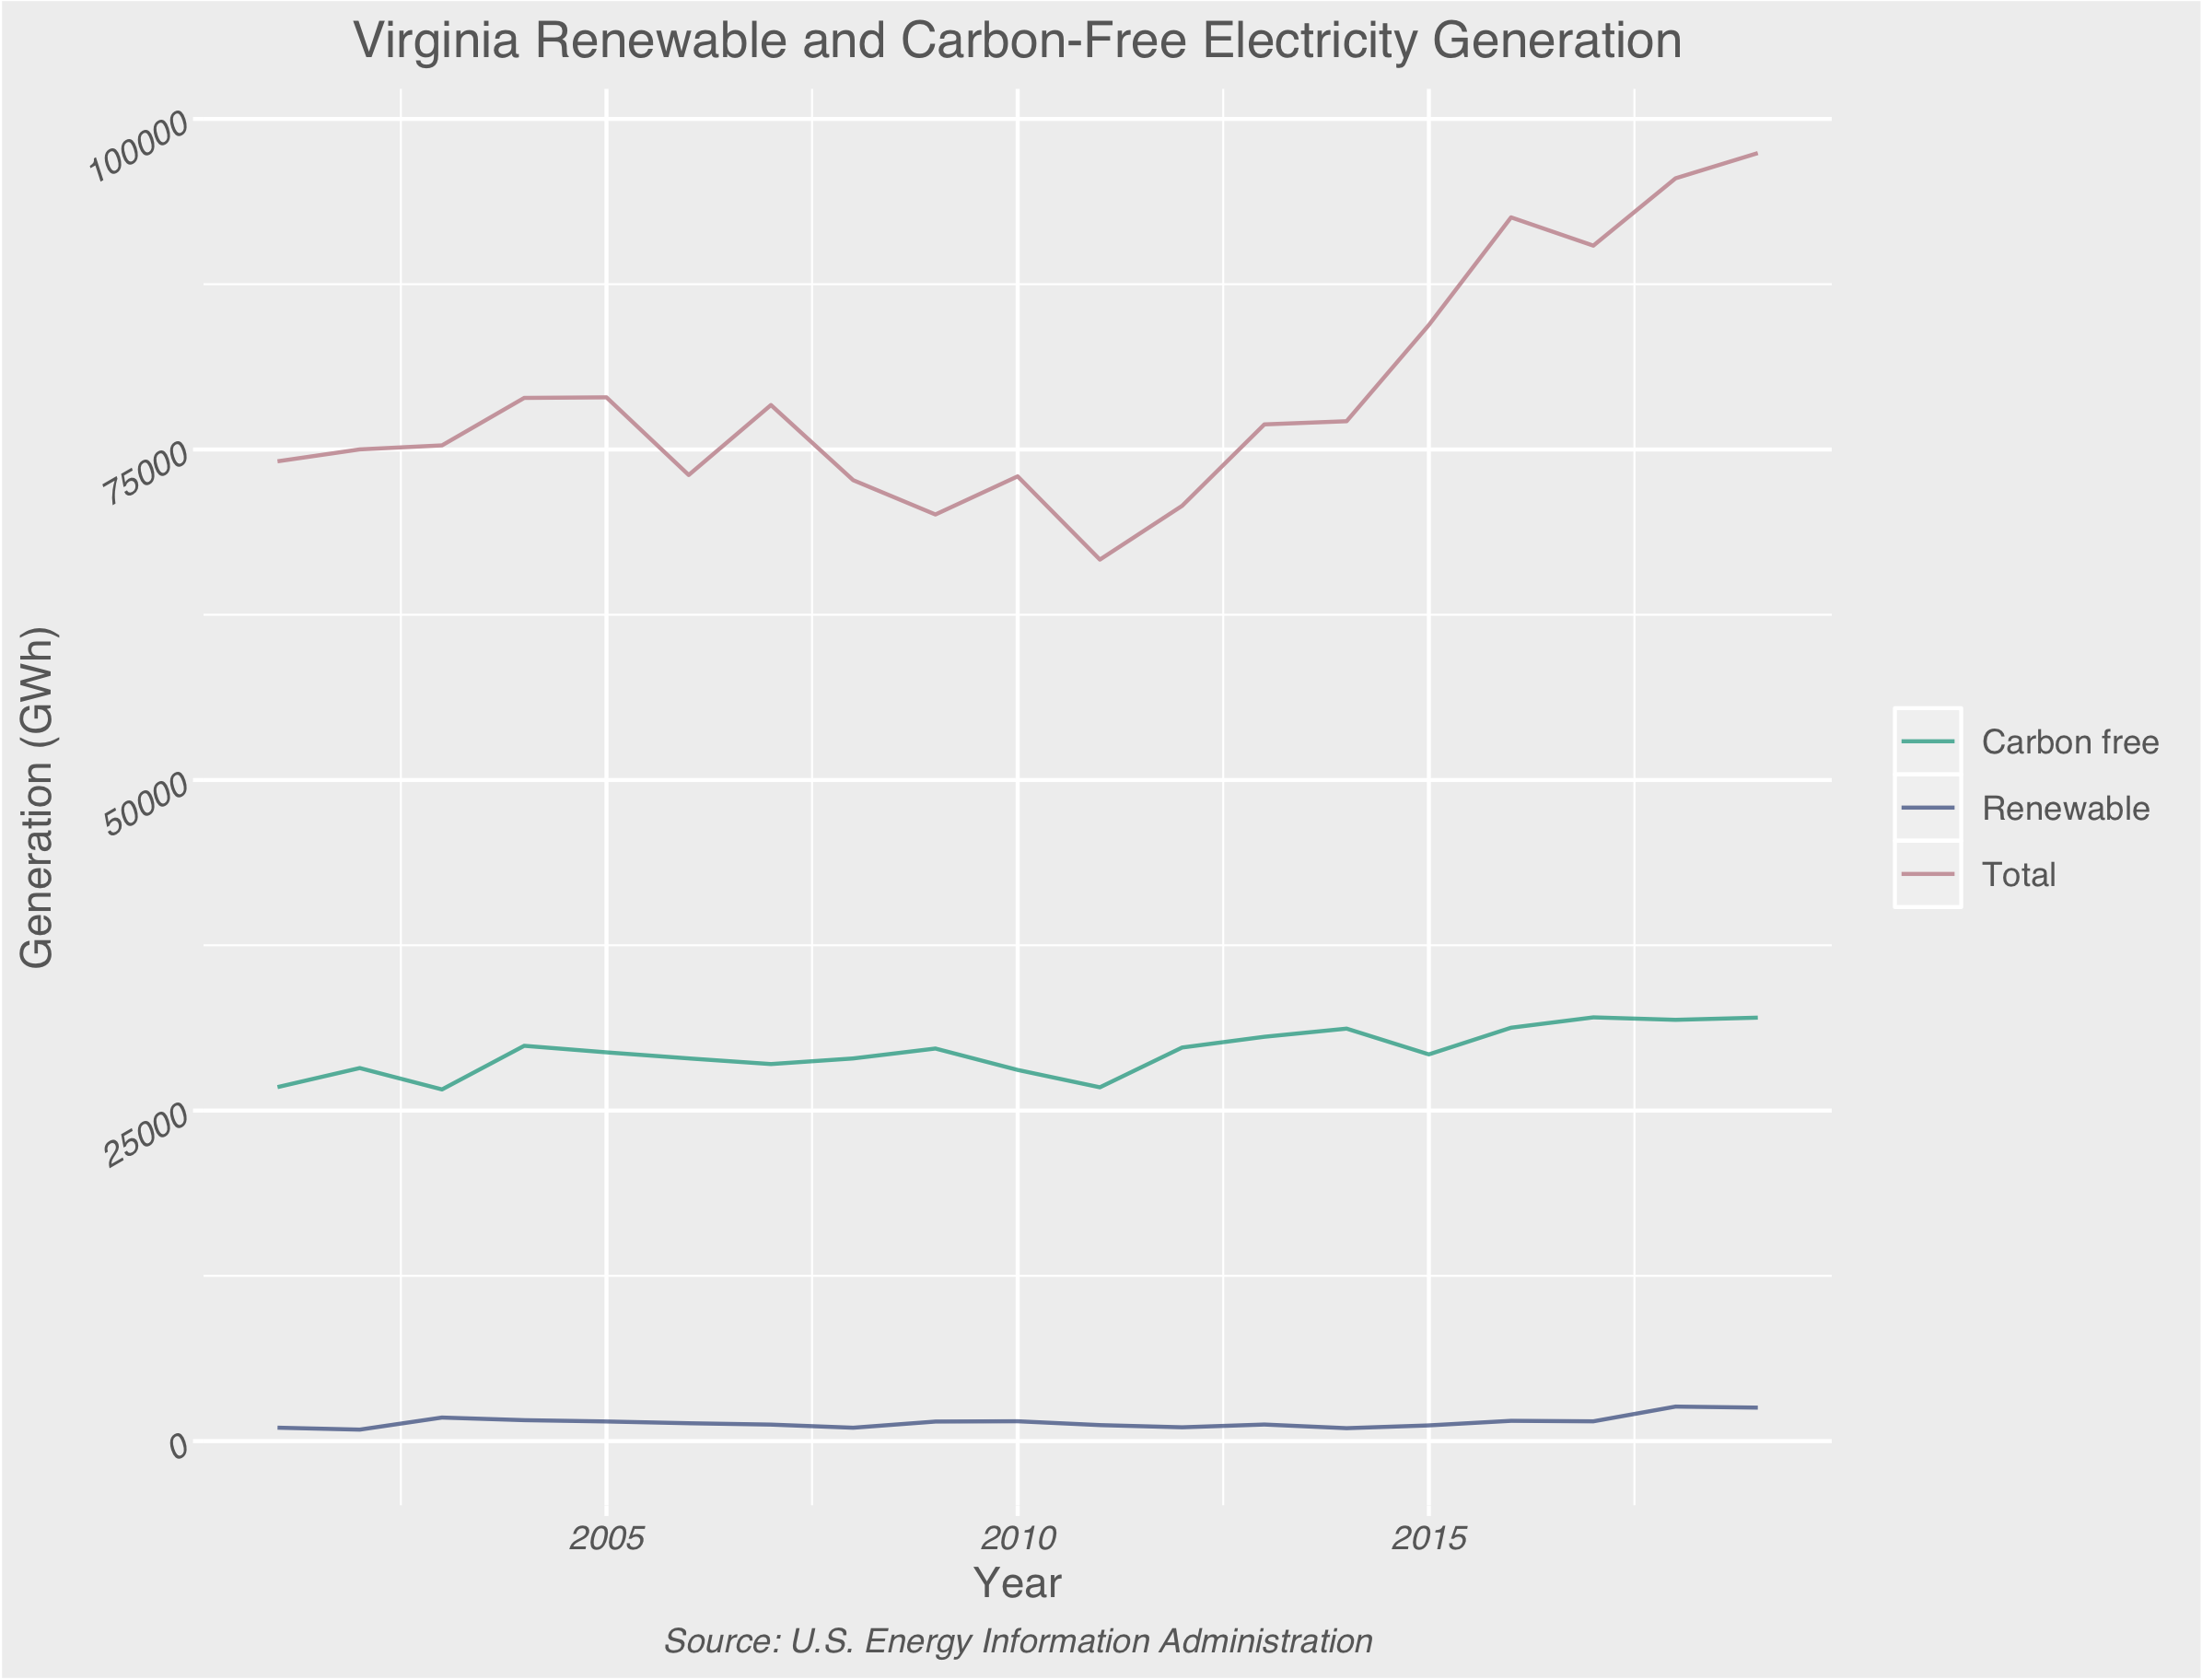 Virginia Renewable and Carbon-Free Electricity Generation
Generation (GWh)
100000
75000
50000
25000
0
Carbon free
Renewable
Total
2005 2010 2015
Year
Source: U.S. Energy Information Administration